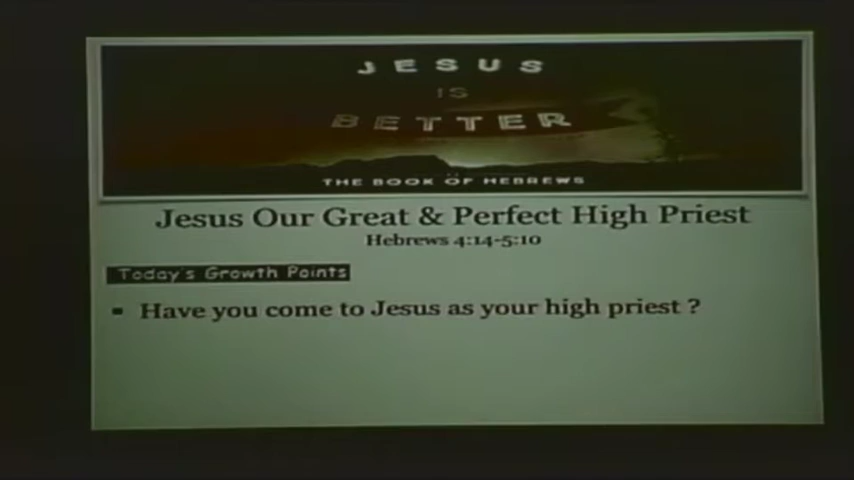 JESUS
IS
BETTER
THE BOOK OF HEBREWS
Jesus Our Great & Perfect High Priest
Hebrews 4:14-5:10
Today's Growth Points
▪ Have you come to Jesus as your high priest ?